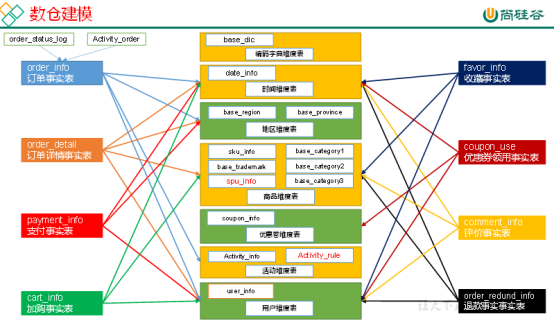 数仓建模
尚硅谷
order_status_log
Activity_order
order_info
订单事实表
order_detail
订单详情事实表
payment_info
支付事实表
cart_info
加购事实表
base_dic
编码字典维度表
date_info
时间维度表
base_region
base_province
地区维度表
sku_info
base_category1
base_trademark
base_category2
spu_info
base_category3
商品维度表
coupon_info
优惠卷维度表
Activity_info
Activity_rule
活动维度表
user_info
用户维度表
favor_info
收藏事实表
coupon_use
优惠券领用事实表
comment_info
评价事实表
order_redund_info
退款事实事实表